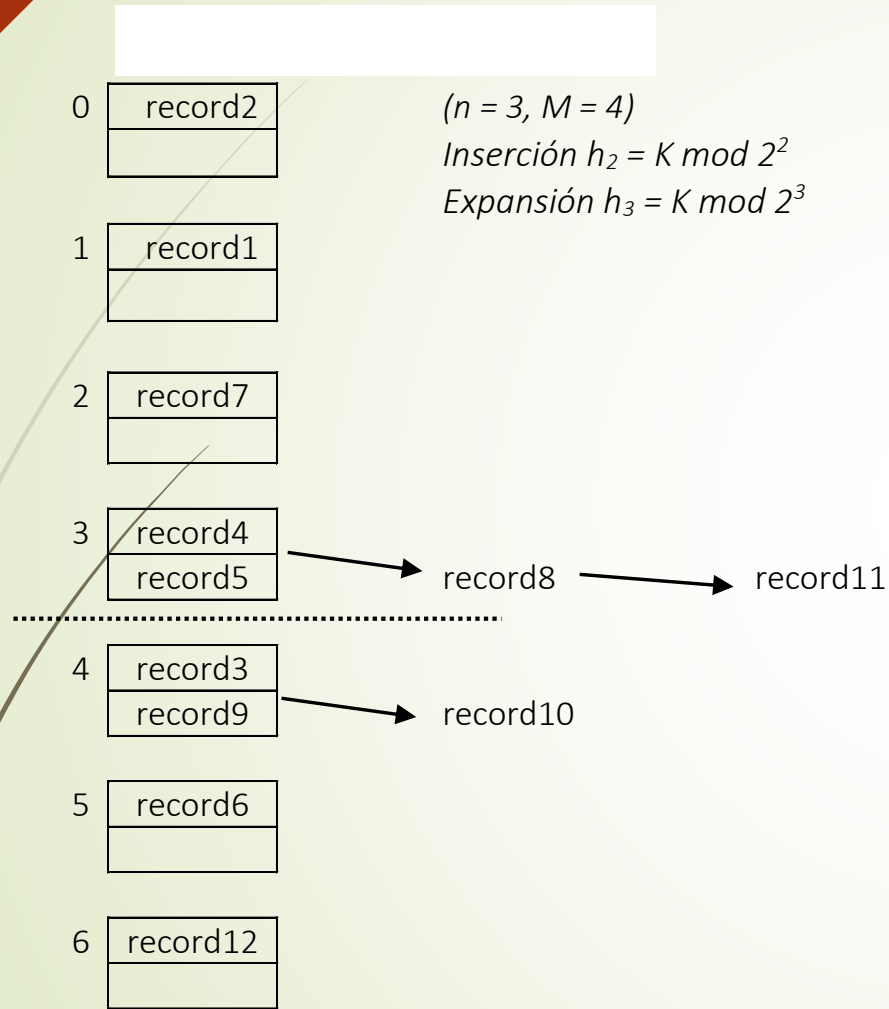 0 record2 (n = 3, M = 4)
Inserción h₂ = K mod 2²
Expansión h₃ = K mod 2³
1 record1
2 record7
3 record4
record5 record8 record11
4 record3
record9 record10
5 record6
6 record12